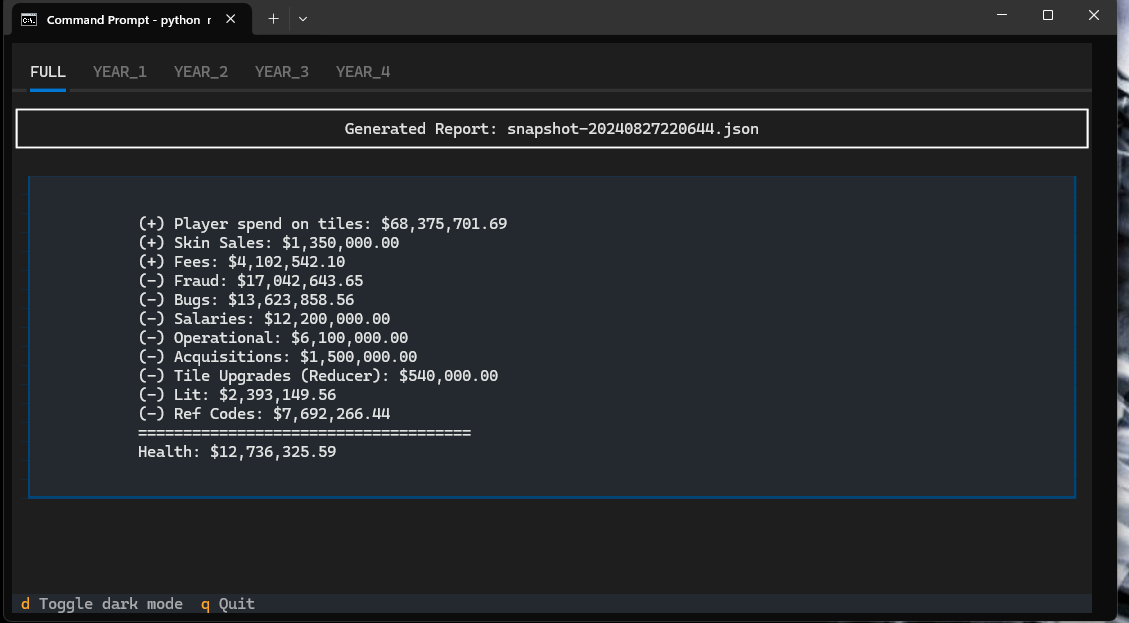 Command Prompt - python r
FULL YEAR_1 YEAR_2 YEAR_3 YEAR_4
Generated Report: snapshot-20240827220644.json
(+) Player spend on tiles: $68,375,701.69
(+) Skin Sales: $1,350,000.00
(+) Fees: $4,102,542.10
(-) Fraud: $17,042,643.65
(-) Bugs: $13,623,858.56
(-) Salaries: $12,200,000.00
(-) Operational: $6,100,000.00
(-) Acquisitions: $1,500,000.00
(-) Tile Upgrades (Reducer): $540,000.00
(-) Lit: $2,393,149.56
(-) Ref Codes: $7,692,266.44
=====================================
Health: $12,736,325.59
d Toggle dark mode q Quit